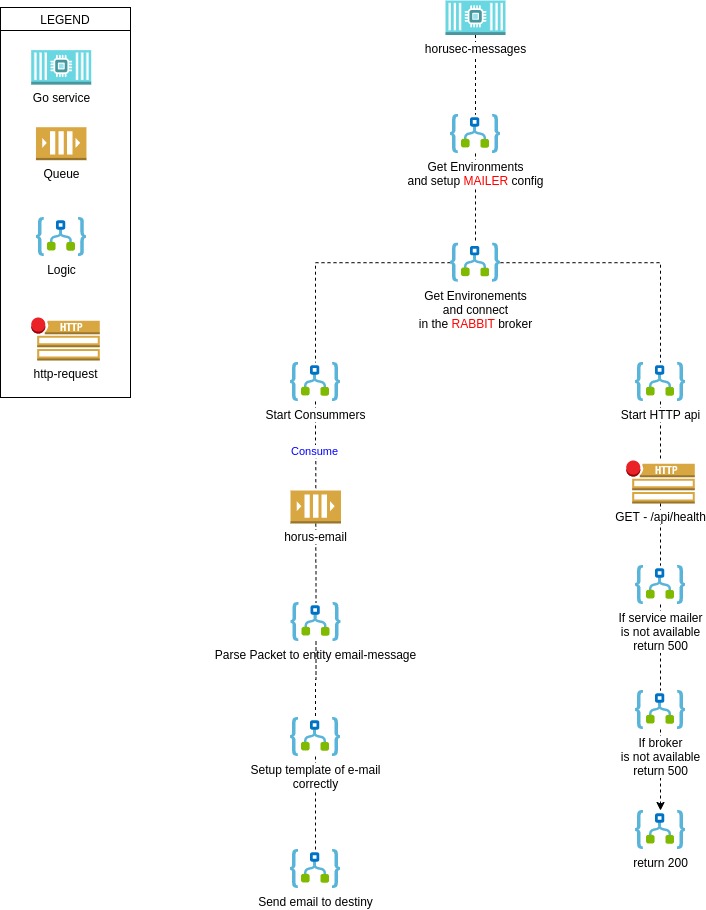 LEGEND
Go service
Queue
Logic
HTTP
http-request
horusec-messages
Get Environments
and setup MAILER config
Get Environements
and connect
in the RABBIT broker
Start Consummers
Consume
horus-email
Parse Packet to entity email-message
Setup template of e-mail
correctly
Send email to destiny
Start HTTP api
HTTP
GET - /api/health
If service mailer
is not available
return 500
If broker
is not available
return 500
return 200